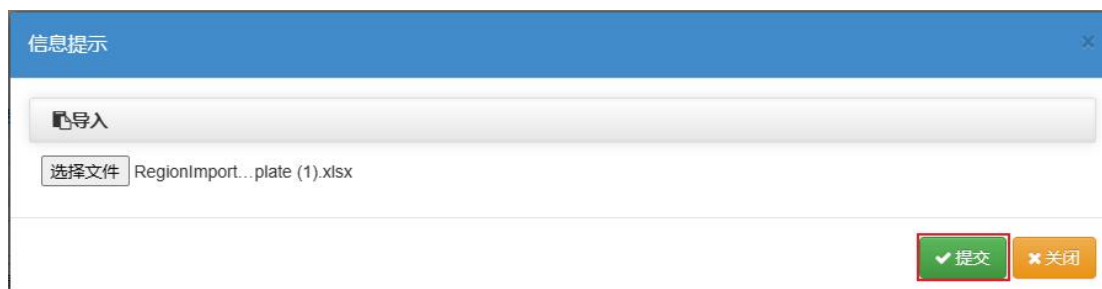 信息提示 ×
导入
选择文件 RegionImport…plate (1).xlsx
提交 关闭